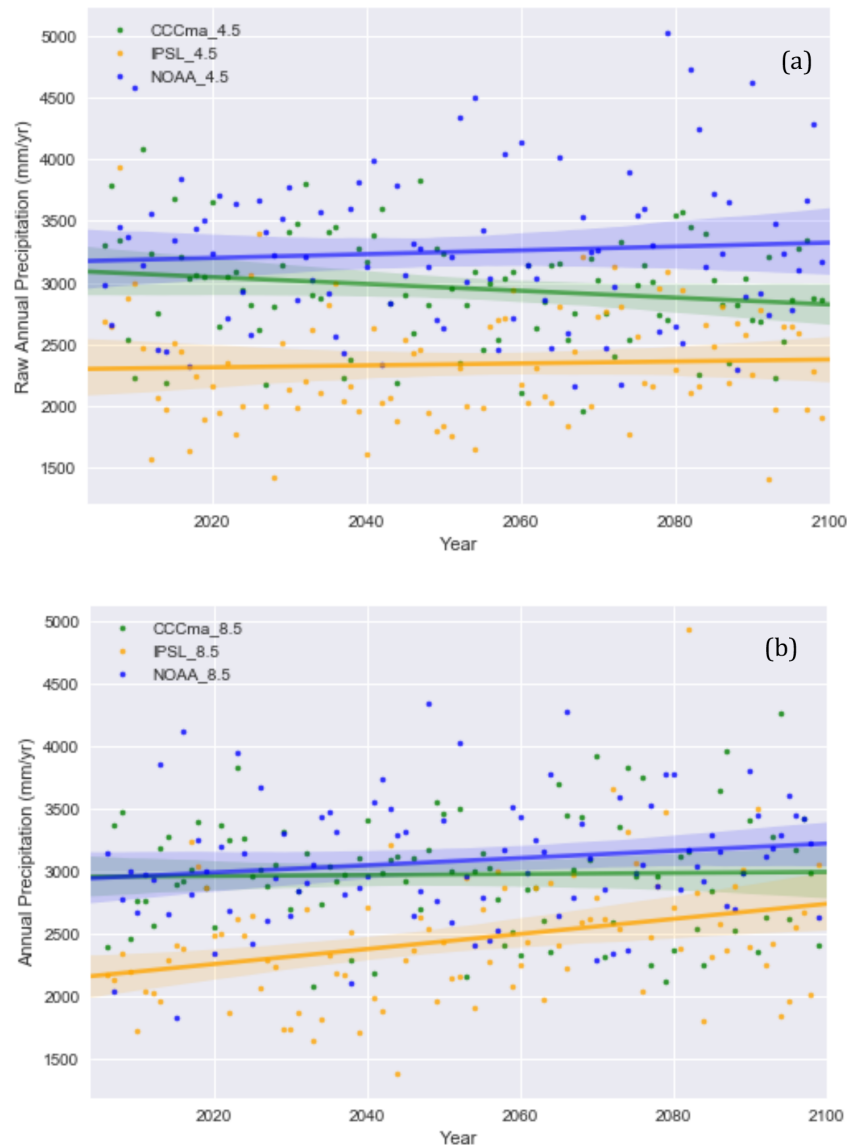 5000
4500
4000
3500
3000
2500
2000
1500
Raw Annual Precipitation (mm/yr)
CCCma_4.5
IPSL_4.5
NOAA_4.5
(a)
2020 2040 2060 2080 2100
Year
5000
4500
4000
3500
3000
2500
2000
1500
Annual Precipitation (mm/yr)
CCCma_8.5
IPSL_8.5
NOAA_8.5
(b)
2020 2040 2060 2080 2100
Year